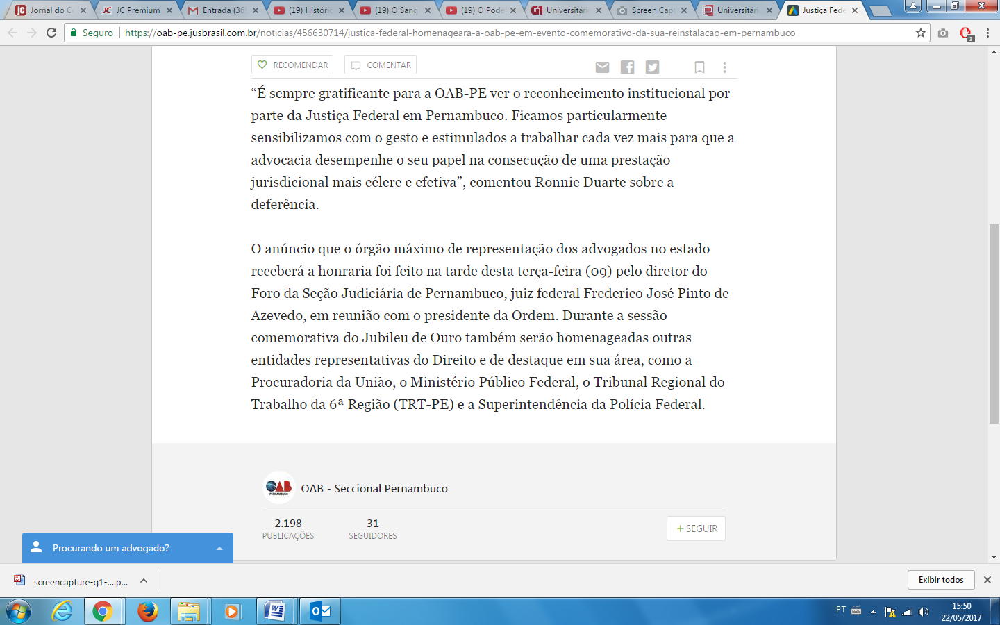 Jornal do C
JC Premium
Entrada (36
(19) Históri
(19) O Sang
(19) O Pode
Universitári
Screen Capt
Universitári
Justiça Fede
Seguro
https://oab-pe.jusbrasil.com.br/noticias/456630714/justica-federal-homenageara-a-oab-pe-em-evento-comemorativo-da-sua-reinstalacao-em-pernambuco
3
RECOMENDAR
COMENTAR
“É sempre gratificante para a OAB-PE ver o reconhecimento institucional por
parte da Justiça Federal em Pernambuco. Ficamos particularmente
sensibilizamos com o gesto e estimulados a trabalhar cada vez mais para que a
advocacia desempenhe o seu papel na consecução de uma prestação
jurisdicional mais célere e efetiva”, comentou Ronnie Duarte sobre a
deferência.
O anúncio que o órgão máximo de representação dos advogados no estado
receberá a honraria foi feito na tarde desta terça-feira (09) pelo diretor do
Foro da Seção Judiciária de Pernambuco, juiz federal Frederico José Pinto de
Azevedo, em reunião com o presidente da Ordem. Durante a sessão
comemorativa do Jubileu de Ouro também serão homenageadas outras
entidades representativas do Direito e de destaque em sua área, como a
Procuradoria da União, o Ministério Público Federal, o Tribunal Regional do
Trabalho da 6ª Região (TRT-PE) e a Superintendência da Polícia Federal.
OAB PERNAMBUCO
OAB - Seccional Pernambuco
2.198
PUBLICAÇÕES
31
SEGUIDORES
+ SEGUIR
Procurando um advogado?
screencapture-g1-....p...
Exibir todos
PT
15:50
22/05/2017